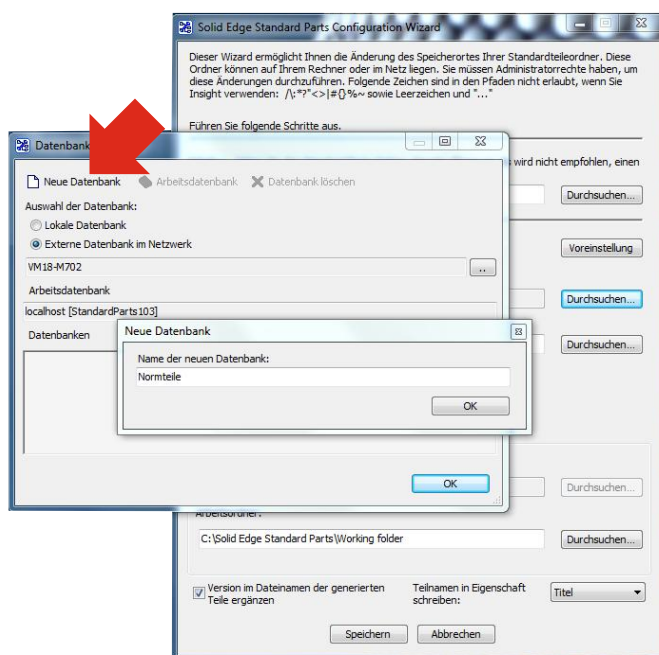 Solid Edge Standard Parts Configuration Wizard
Dieser Wizard ermöglicht Ihnen die Änderung des Speicherortes Ihrer Standardteileordner. Diese
Ordner können auf Ihrem Rechner oder im Netz liegen. Sie müssen Administratorrechte haben, um
diese Änderungen durchzuführen. Folgende Zeichen sind in den Pfaden nicht erlaubt, wenn Sie
Insight verwenden: /\:*?"<>|#{}%~ sowie Leerzeichen und "..."
Führen Sie folgende Schritte aus.
wird nicht empfohlen, einen
Durchsuchen...
Voreinstellung
Durchsuchen...
Durchsuchen...
Datenbank
Neue Datenbank Arbeitsdatenbank Datenbank löschen
Auswahl der Datenbank:
Lokale Datenbank
Externe Datenbank im Netzwerk
VM18-M702
..
Arbeitsdatenbank
localhost [StandardParts103]
Datenbanken
Neue Datenbank
Name der neuen Datenbank:
Normteile
OK
OK
Durchsuchen...
Arbeitsordner:
C:\Solid Edge Standard Parts\Working folder
Durchsuchen...
Version im Dateinamen der generierten
Teile ergänzen
Teilnamen in Eigenschaft
schreiben:
Titel
Speichern Abbrechen